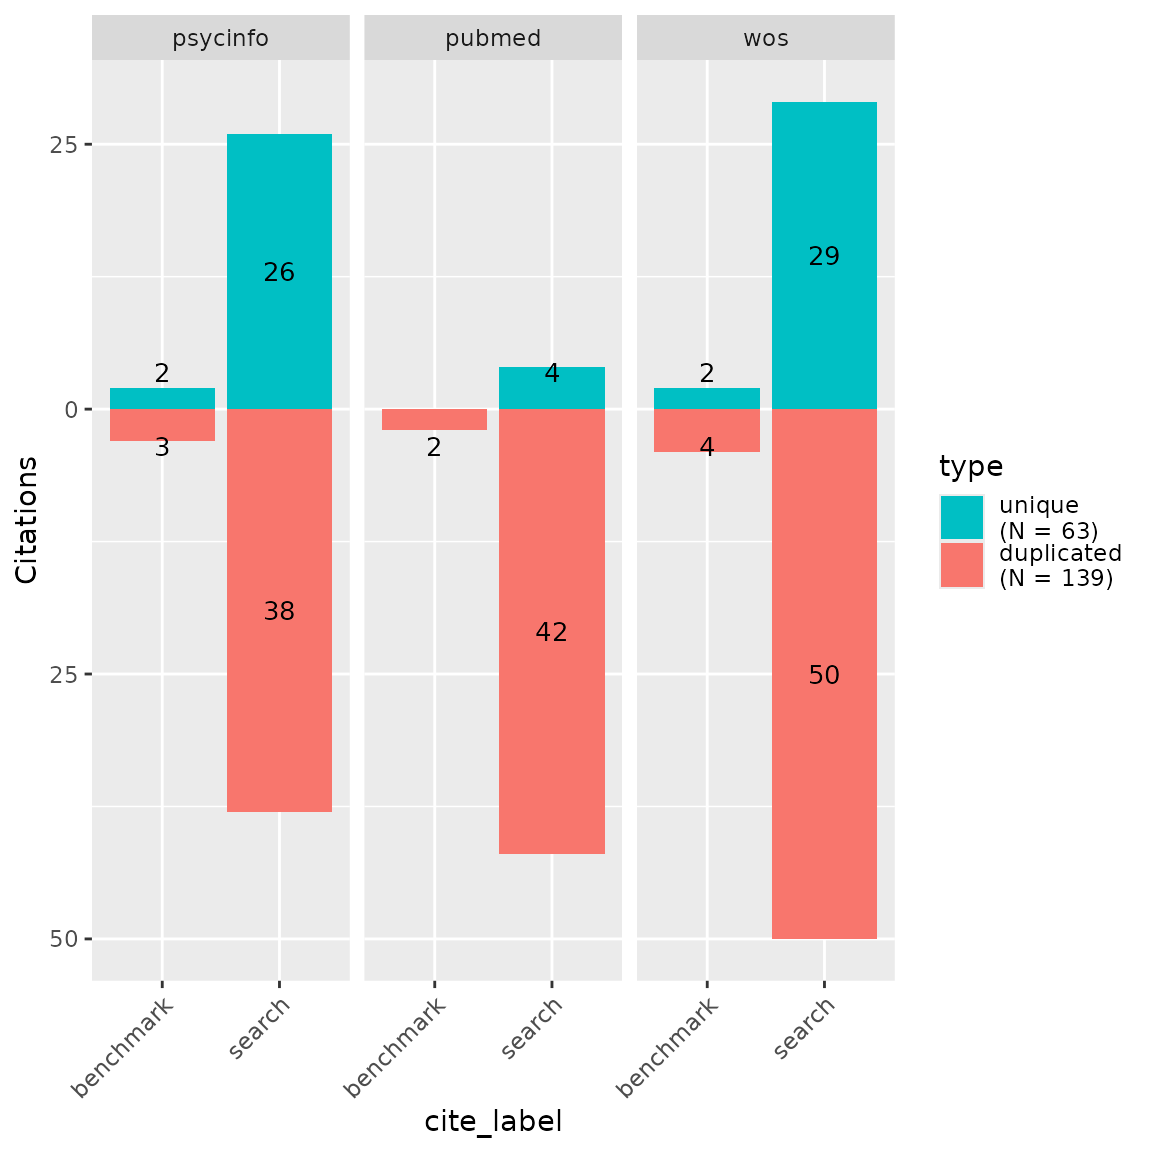 psycinfo
pubmed
wos
25
0
25
50
Citations
26
2
3
38
4
2
42
29
2
4
50
benchmark
search
benchmark
search
benchmark
search
cite_label
type
unique
(N = 63)
duplicated
(N = 139)